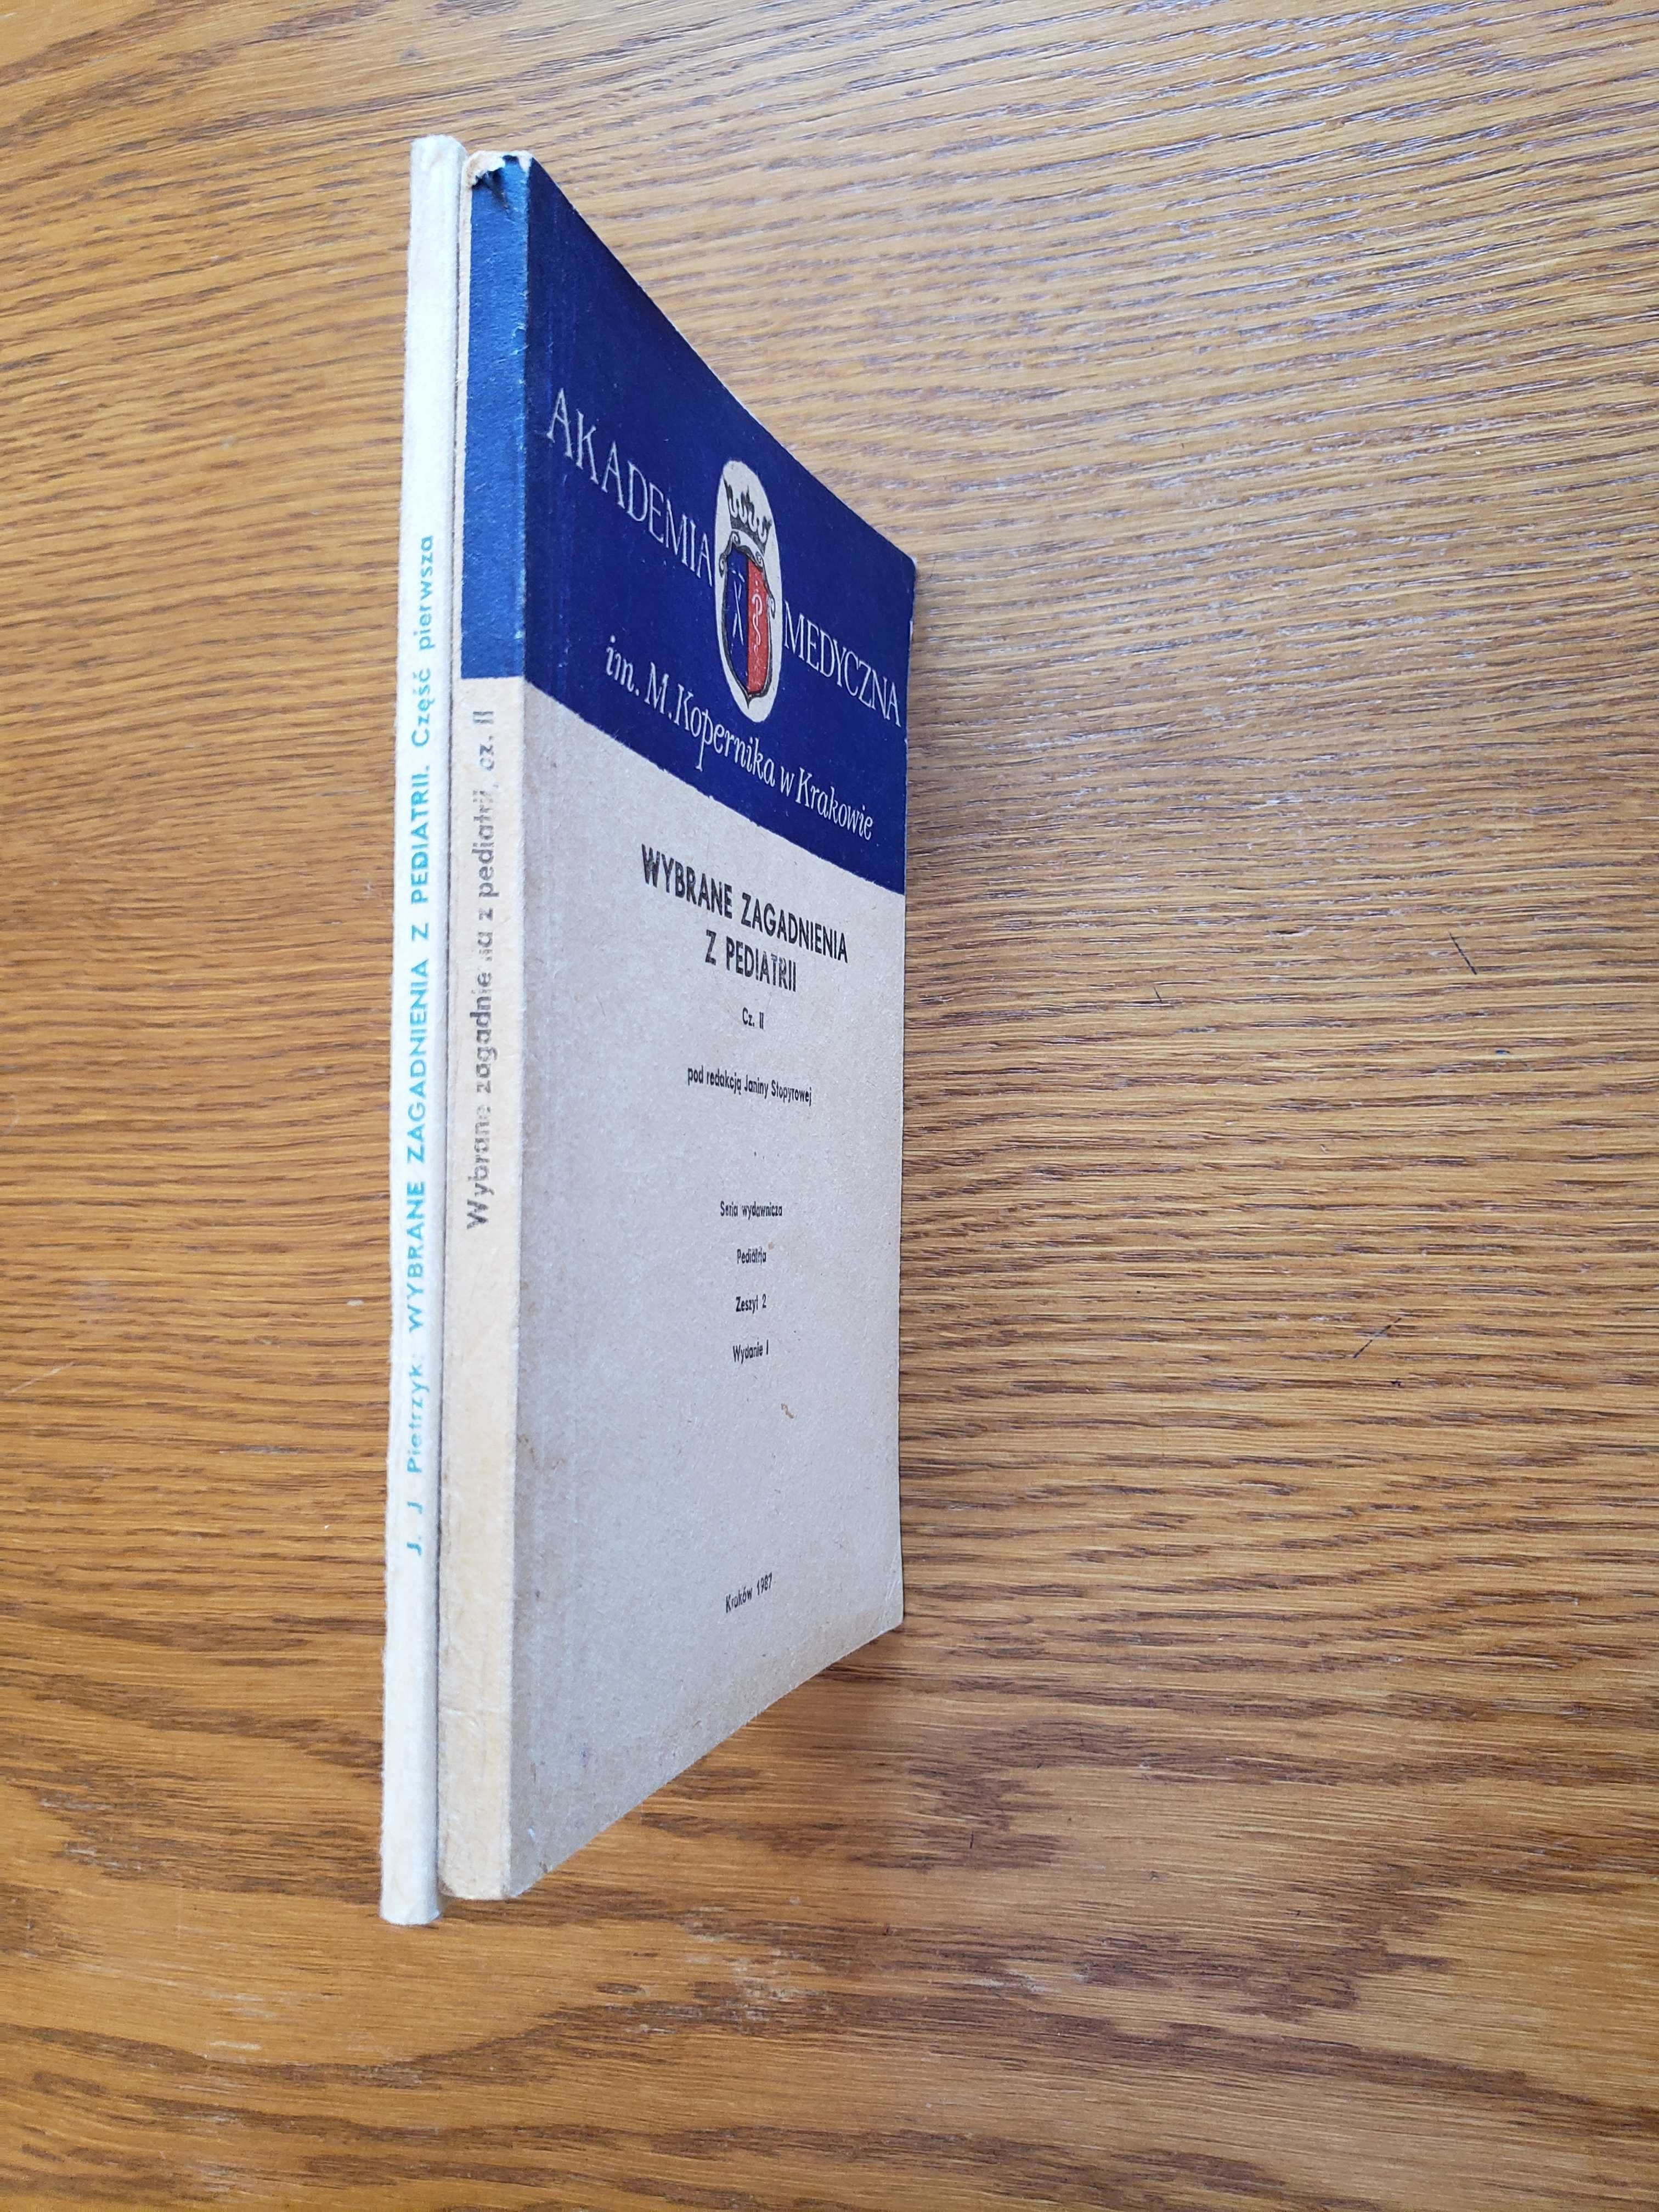 J. J Pietrzyk: WYBRANE ZAGADNIENIA Z PEDIATRII. Część pierwsza
Wybrane zagadnienia z pediatrii, cz. II
AKADEMIA MEDYCZNA
im. M. Kopernika w Krakowie
WYBRANE ZAGADNIENIA
Z PEDIATRII
Cz. II
pod redakcją Janiny Stopyrowej
Seria wydawnicza
Pediatria
Zeszyt 2
Wydanie I
Kraków 1987